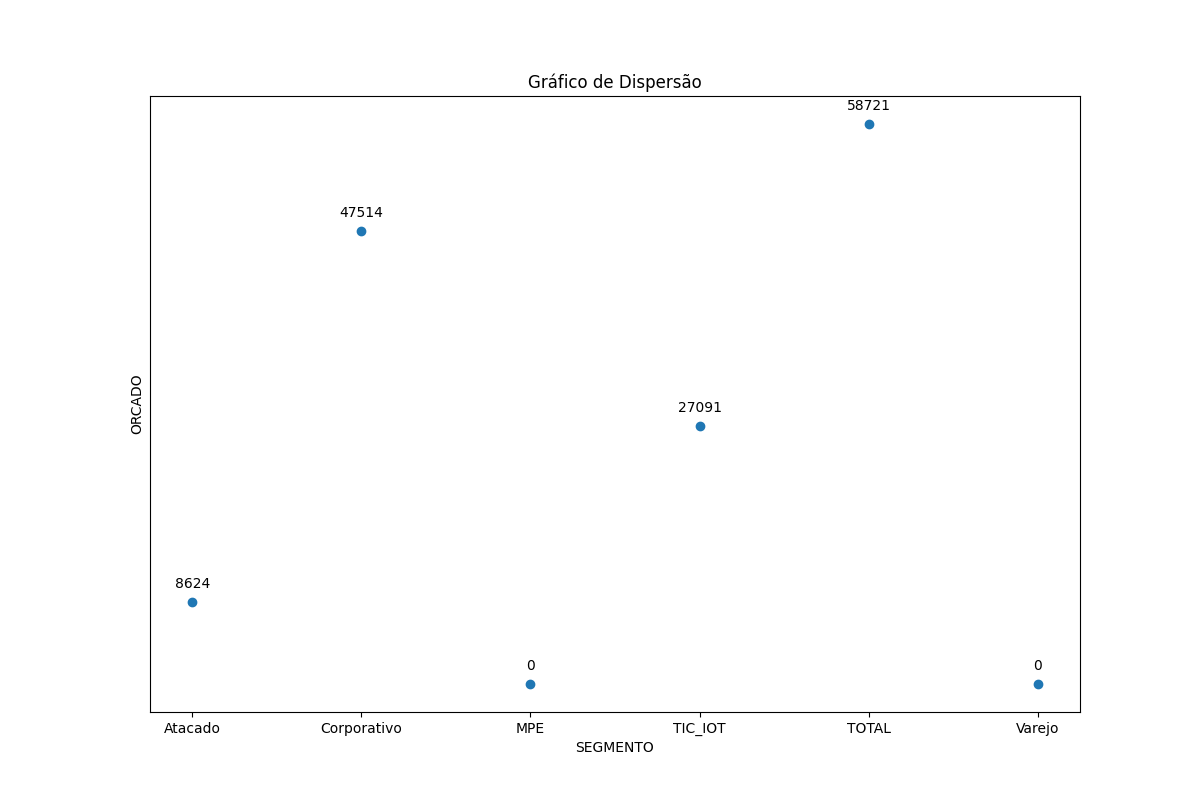 Gráfico de Dispersão
58721
47514
27091
8624
0
0
ORCADO
Atacado Corporativo MPE TIC_IOT TOTAL Varejo
SEGMENTO